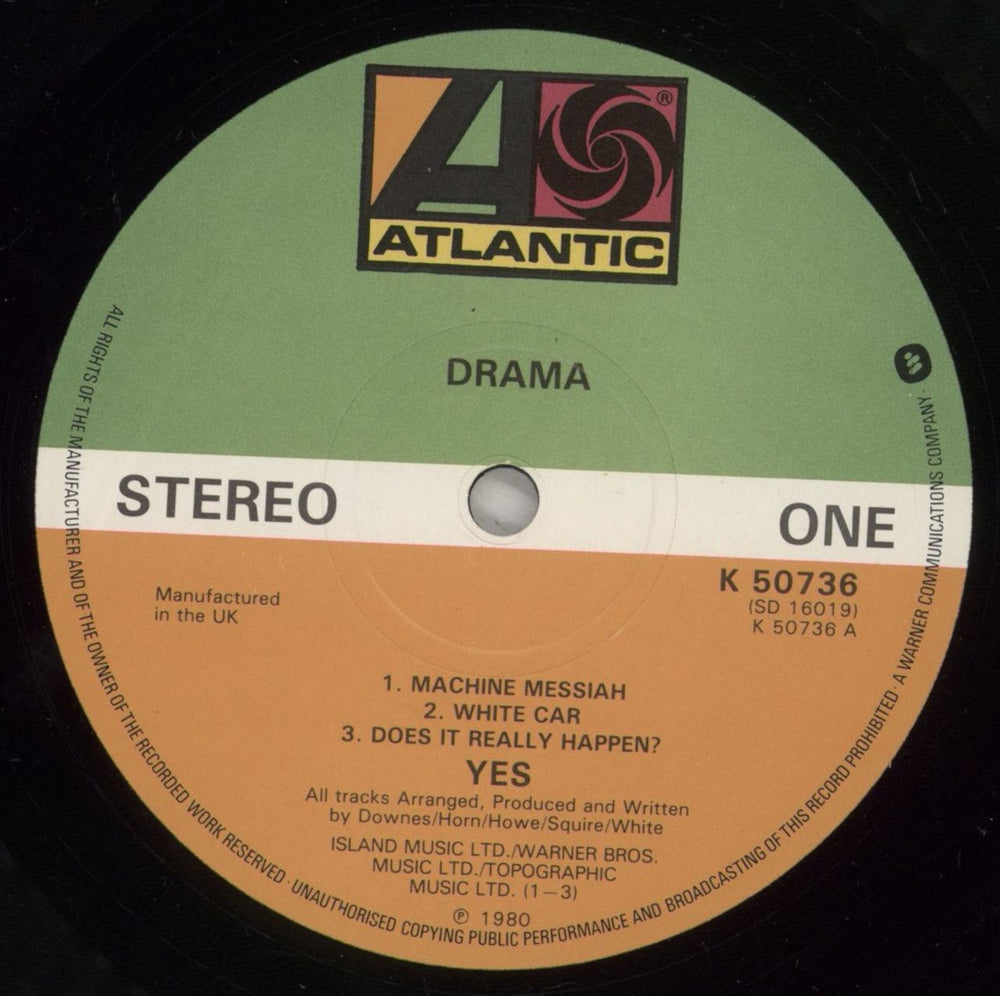 A
®
ATLANTIC
DRAMA
STEREO
ONE
K 50736
(SD 16019)
K 50736 A
Manufactured
in the UK
1. MACHINE MESSIAH
2. WHITE CAR
3. DOES IT REALLY HAPPEN?
YES
All tracks Arranged, Produced and Written
by Downes/Horn/Howe/Squire/White
ISLAND MUSIC LTD./WARNER BROS.
MUSIC LTD./TOPOGRAPHIC
MUSIC LTD. (1—3)
℗ 1980
ALL RIGHTS OF THE MANUFACTURER AND OF THE OWNER OF THE RECORDED WORK RESERVED · UNAUTHORISED COPYING PUBLIC PERFORMANCE AND BROADCASTING OF THIS RECORD PROHIBITED · A WARNER COMMUNICATIONS COMPANY ·